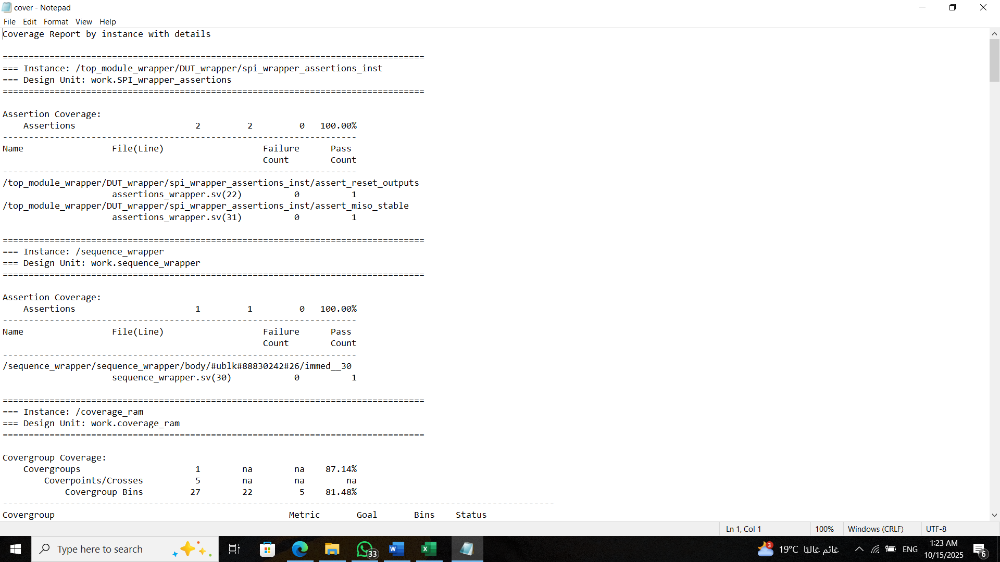 cover - Notepad
File Edit Format View Help
Coverage Report by instance with details
=================================================================================
=== Instance: /top_module_wrapper/DUT_wrapper/spi_wrapper_assertions_inst
=== Design Unit: work.SPI_wrapper_assertions
=================================================================================
Assertion Coverage:
Assertions 2 2 0 100.00%
--------------------------------------------------------------------
Name File(Line) Failure Pass
Count Count
--------------------------------------------------------------------
/top_module_wrapper/DUT_wrapper/spi_wrapper_assertions_inst/assert_reset_outputs
assertions_wrapper.sv(22) 0 1
/top_module_wrapper/DUT_wrapper/spi_wrapper_assertions_inst/assert_miso_stable
assertions_wrapper.sv(31) 0 1
=================================================================================
=== Instance: /sequence_wrapper
=== Design Unit: work.sequence_wrapper
=================================================================================
Assertion Coverage:
Assertions 1 1 0 100.00%
--------------------------------------------------------------------
Name File(Line) Failure Pass
Count Count
--------------------------------------------------------------------
/sequence_wrapper/sequence_wrapper/body/#ublk#88830242#26/immed__30
sequence_wrapper.sv(30) 0 1
=================================================================================
=== Instance: /coverage_ram
=== Design Unit: work.coverage_ram
=================================================================================
Covergroup Coverage:
Covergroups 1 na na 87.14%
Coverpoints/Crosses 5 na na na
Covergroup Bins 27 22 5 81.48%
----------------------------------------------------------------------------------------------------------
Covergroup Metric Goal Bins Status
Ln 1, Col 1 100% Windows (CRLF) UTF-8
Type here to search
33
3
19°C غائم غالبًا
ENG
1:23 AM
10/15/2025
6